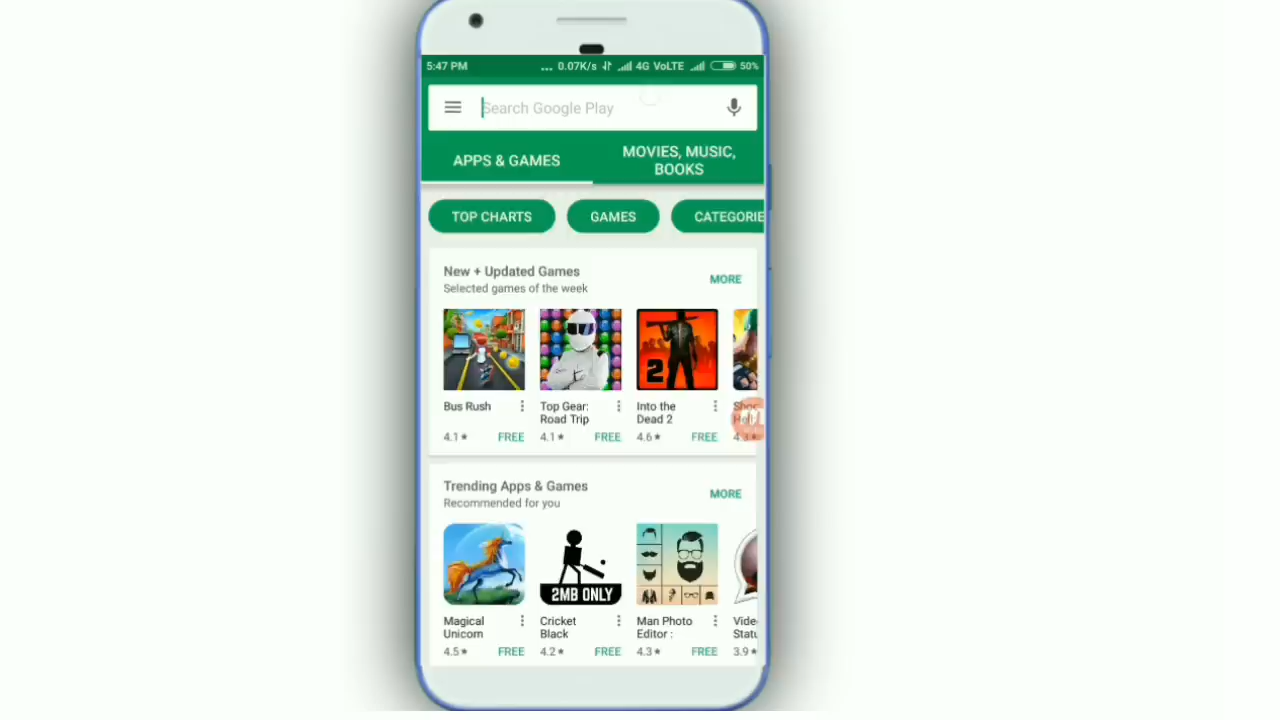 5:47 PM ... 0.07K/s 4G VoLTE 50%
Search Google Play
APPS & GAMES
MOVIES, MUSIC,
BOOKS
TOP CHARTS GAMES CATEGORIE
New + Updated Games
Selected games of the week
MORE
2
Bus Rush
Top Gear:
Road Trip
Into the
Dead 2
4.1★ FREE 4.1★ FREE 4.6★ FREE
Trending Apps & Games
Recommended for you
MORE
2MB ONLY
Magical
Unicorn
Cricket
Black
Man Photo
Editor :
Vide
Statu
4.5★ FREE 4.2★ FREE 4.3★ FREE 3.9★